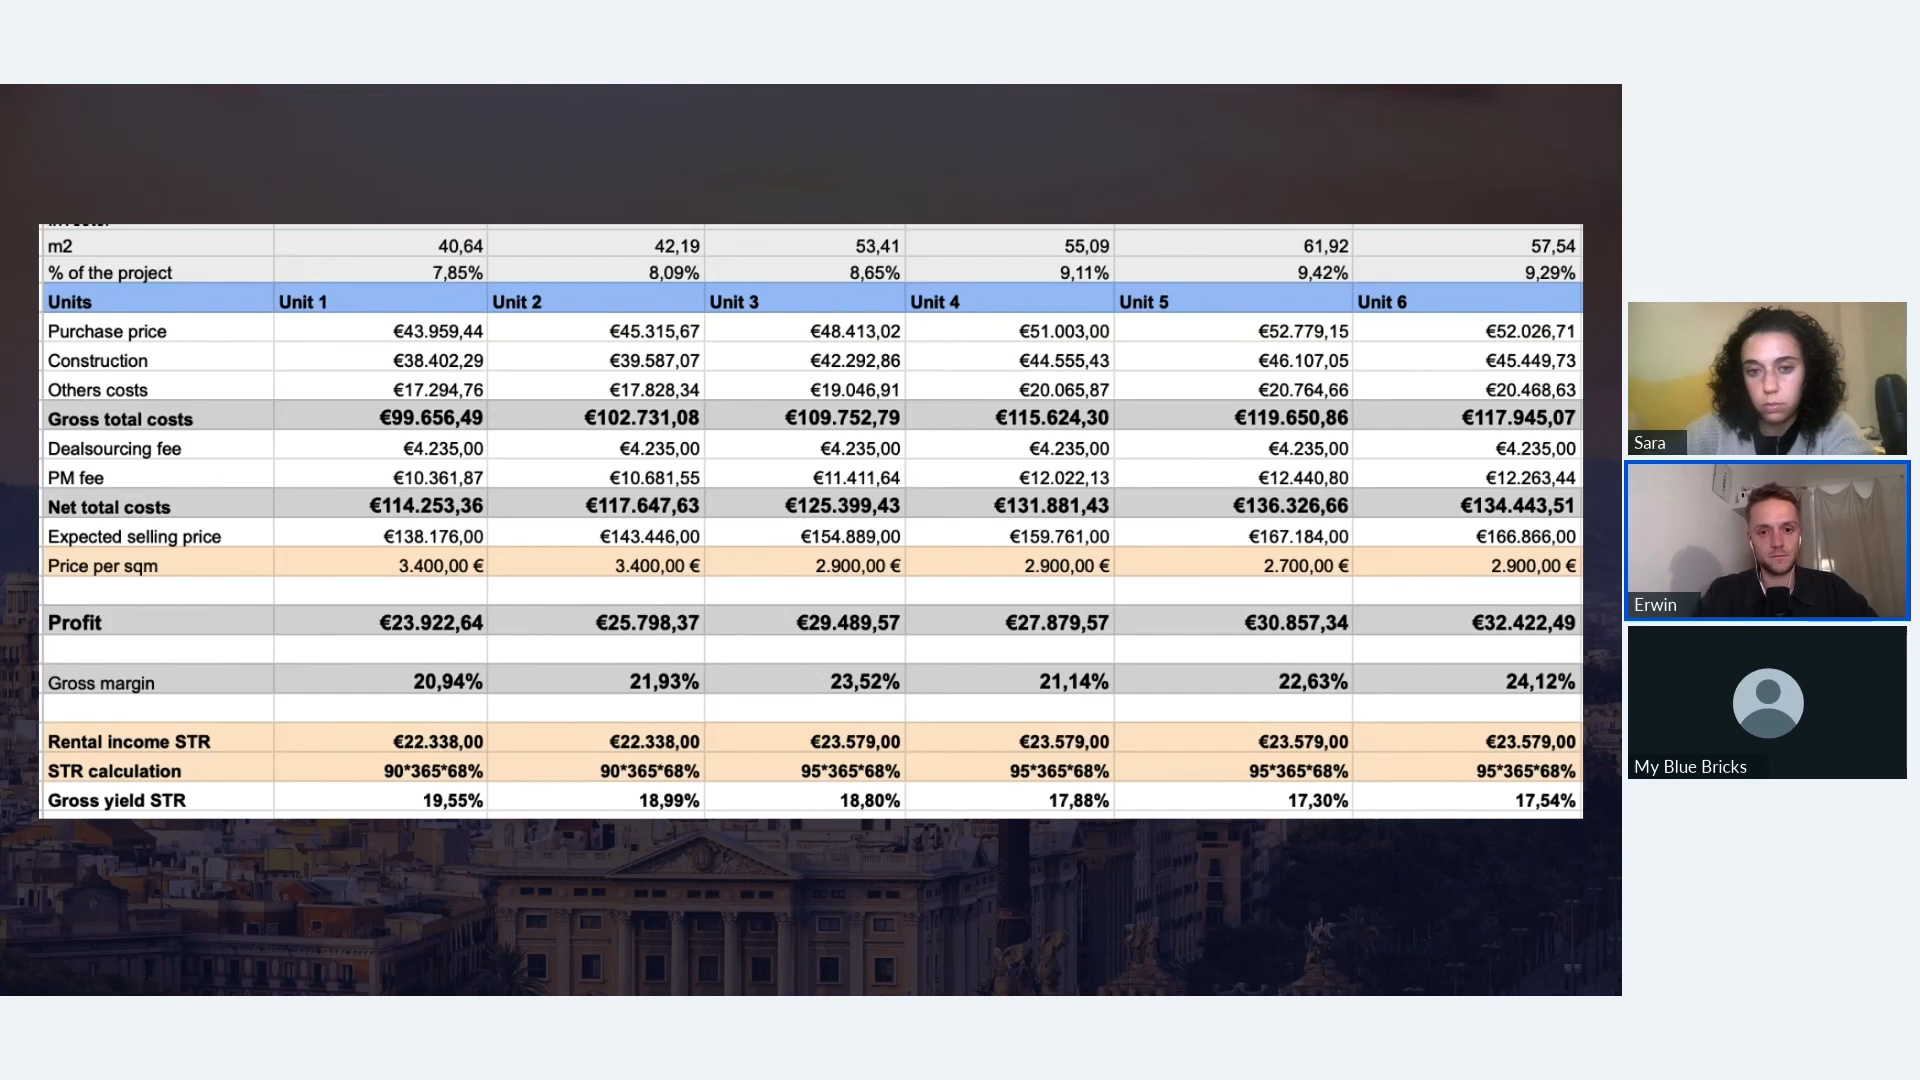 m2 40,64 42,19 53,41 55,09 61,92 57,54
% of the project 7,85% 8,09% 8,65% 9,11% 9,42% 9,29%
Units Unit 1 Unit 2 Unit 3 Unit 4 Unit 5 Unit 6
Purchase price €43.959,44 €45.315,67 €48.413,02 €51.003,00 €52.779,15 €52.026,71
Construction €38.402,29 €39.587,07 €42.292,86 €44.555,43 €46.107,05 €45.449,73
Others costs €17.294,76 €17.828,34 €19.046,91 €20.065,87 €20.764,66 €20.468,63
Gross total costs €99.656,49 €102.731,08 €109.752,79 €115.624,30 €119.650,86 €117.945,07
Dealsourcing fee €4.235,00 €4.235,00 €4.235,00 €4.235,00 €4.235,00 €4.235,00
PM fee €10.361,87 €10.681,55 €11.411,64 €12.022,13 €12.440,80 €12.263,44
Net total costs €114.253,36 €117.647,63 €125.399,43 €131.881,43 €136.326,66 €134.443,51
Expected selling price €138.176,00 €143.446,00 €154.889,00 €159.761,00 €167.184,00 €166.866,00
Price per sqm 3.400,00 € 3.400,00 € 2.900,00 € 2.900,00 € 2.700,00 € 2.900,00 €
Profit €23.922,64 €25.798,37 €29.489,57 €27.879,57 €30.857,34 €32.422,49
Gross margin 20,94% 21,93% 23,52% 21,14% 22,63% 24,12%
Rental income STR €22.338,00 €22.338,00 €23.579,00 €23.579,00 €23.579,00 €23.579,00
STR calculation 90*365*68% 90*365*68% 95*365*68% 95*365*68% 95*365*68% 95*365*68%
Gross yield STR 19,55% 18,99% 18,80% 17,88% 17,30% 17,54%
Sara
Erwin
My Blue Bricks